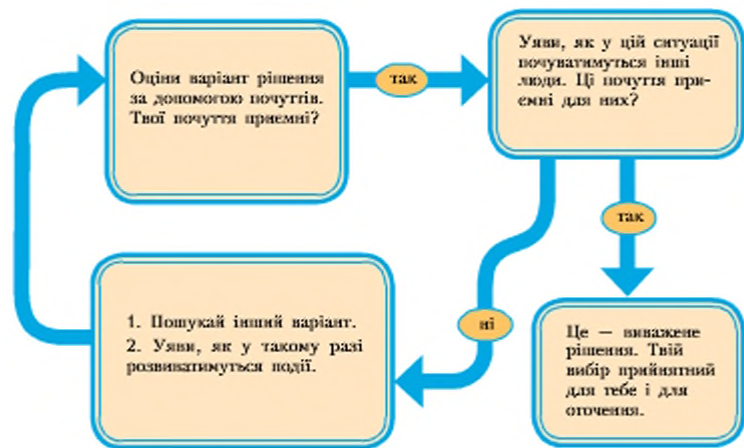 Оціни варіант рішення
за допомогою почуттів.
Твої почуття приємні?
так
Уяви, як у цій ситуації
почуватимуться інші
люди. Ці почуття при-
ємні для них?
так
ні
1. Пошукай інший варіант.
2. Уяви, як у такому разі
розвиватимуться події.
Це — виважене
рішення. Твій
вибір прийнятний
для тебе і для
оточення.